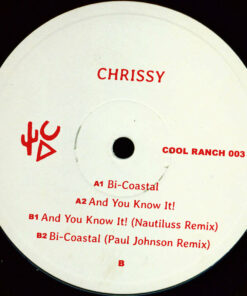 CHRISSY
COOL RANCH 003
A1 Bi-Coastal
A2 And You Know It!
B1 And You Know It! (Nautiluss Remix)
B2 Bi-Coastal (Paul Johnson Remix)
B